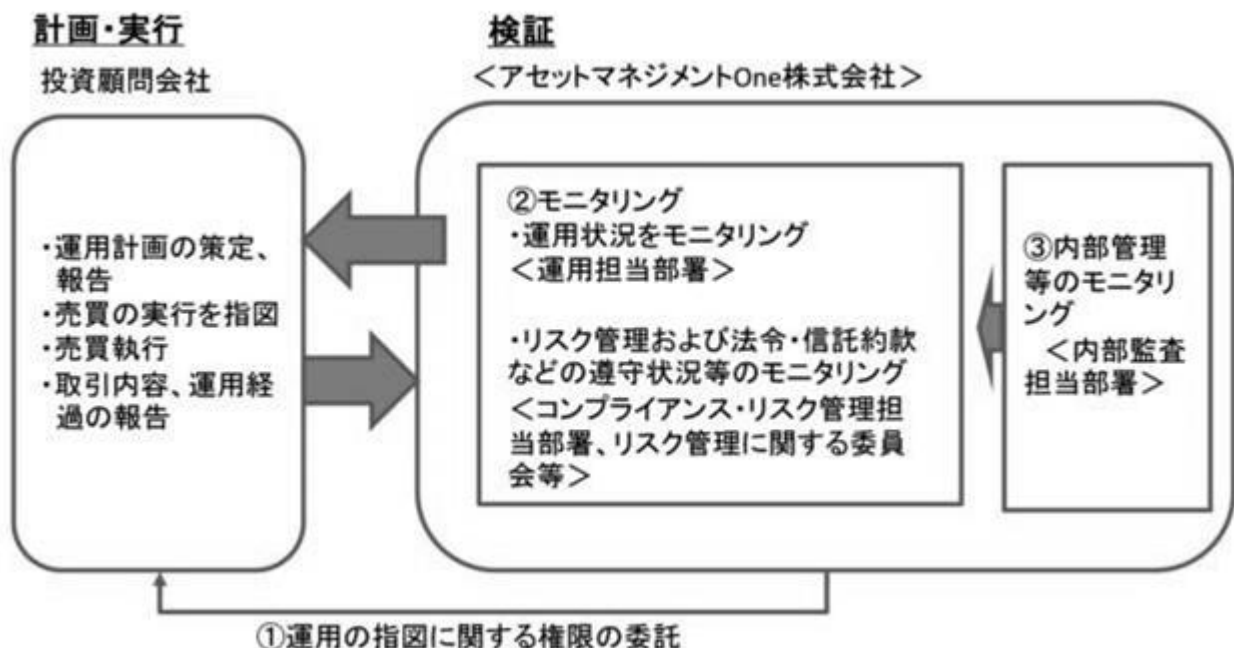 計画・実行
投資顧問会社
・運用計画の策定、
報告
・売買の実行を指図
・売買執行
・取引内容、運用経
過の報告
検証
＜アセットマネジメントOne株式会社＞
②モニタリング
・運用状況をモニタリング
＜運用担当部署＞
・リスク管理および法令・信託約款
などの遵守状況等のモニタリング
＜コンプライアンス・リスク管理担
当部署、リスク管理に関する委員
会等＞
③内部管理
等のモニタリ
ング
＜内部監査
担当部署＞
①運用の指図に関する権限の委託